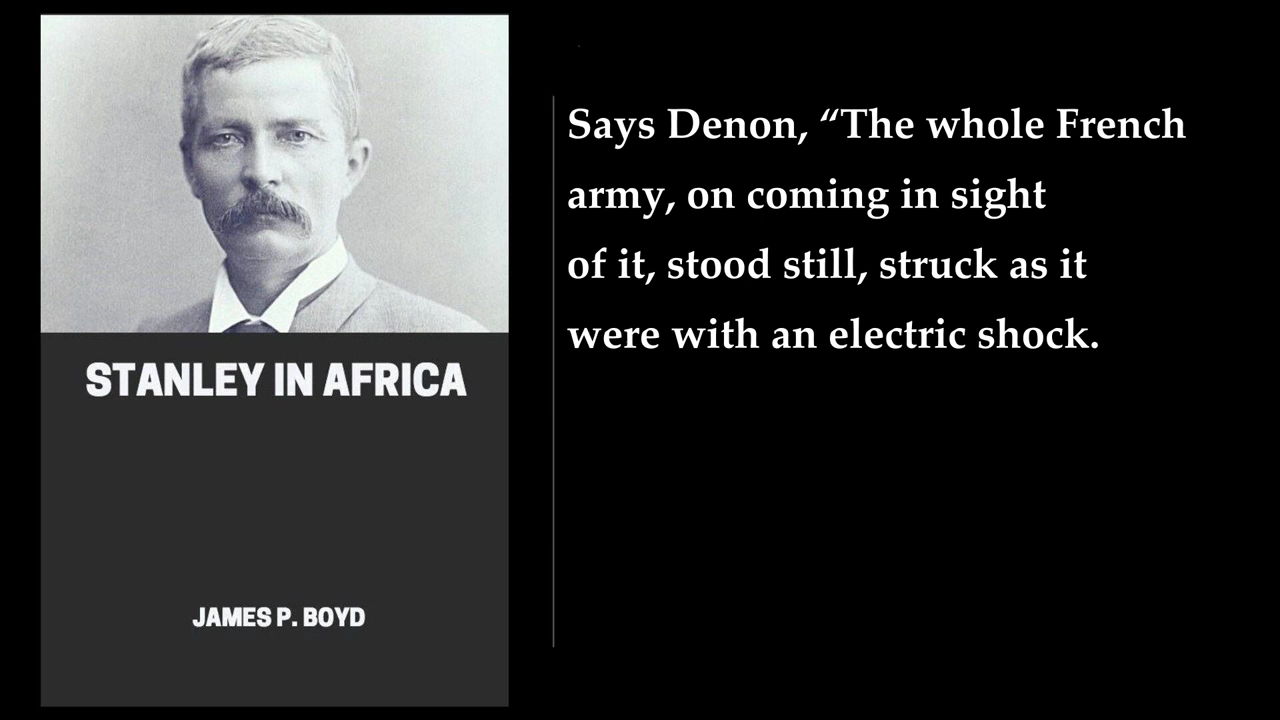 STANLEY IN AFRICA
JAMES P. BOYD
Says Denon, “The whole French
army, on coming in sight
of it, stood still, struck as it
were with an electric shock.